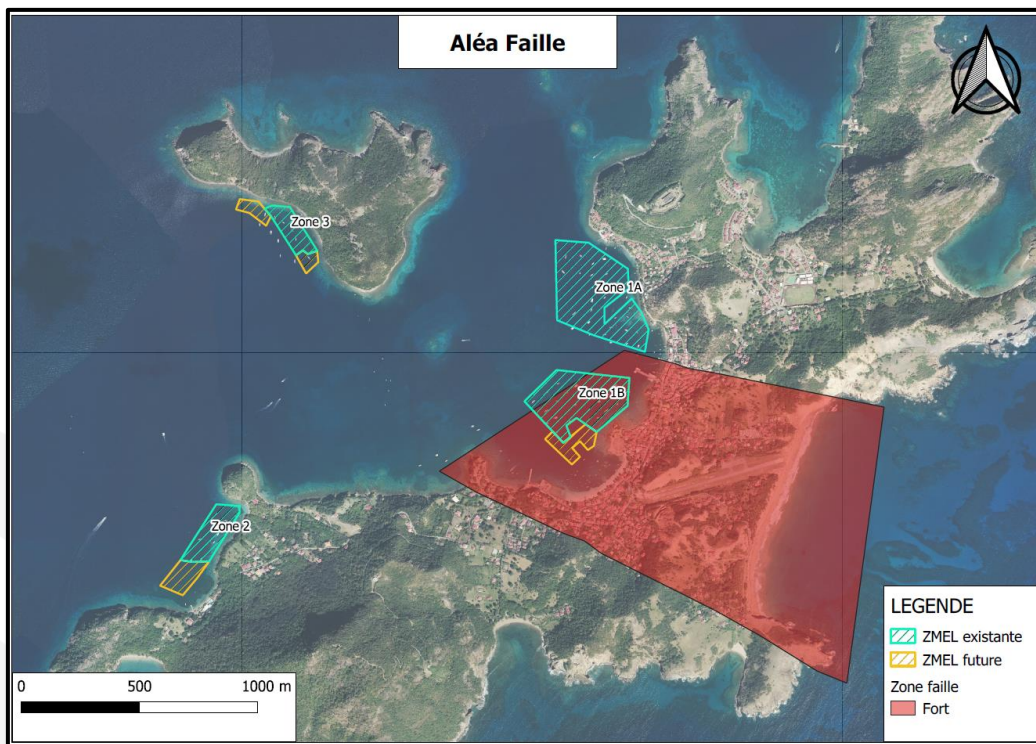 Aléa Faille
Zone 3
Zone 1A
Zone 1B
Zone 2
0 500 1000 m
LEGENDE
ZMEL existante
ZMEL future
Zone faille
Fort